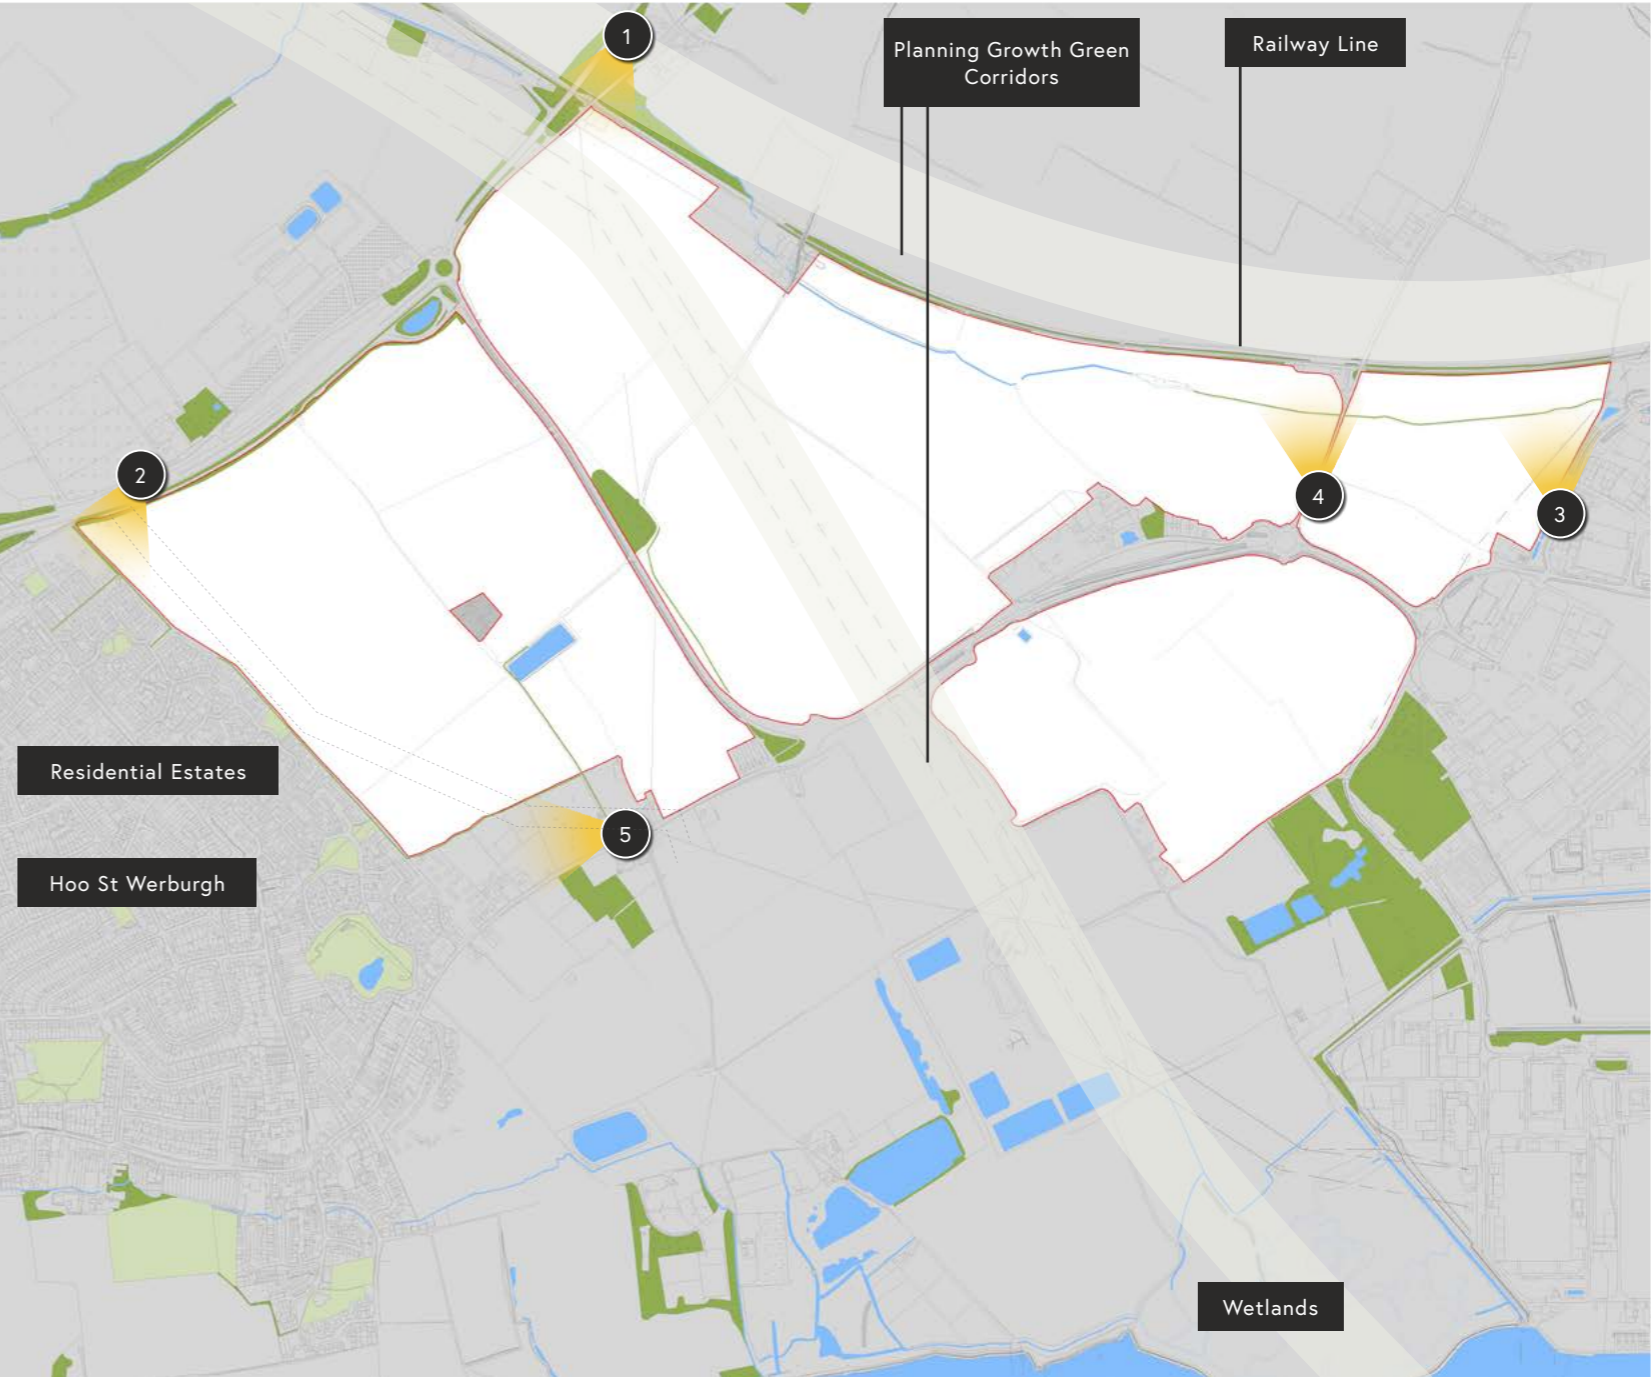 1
Planning Growth Green
Corridors
Railway Line
2
4
3
Residential Estates
5
Hoo St Werburgh
Wetlands